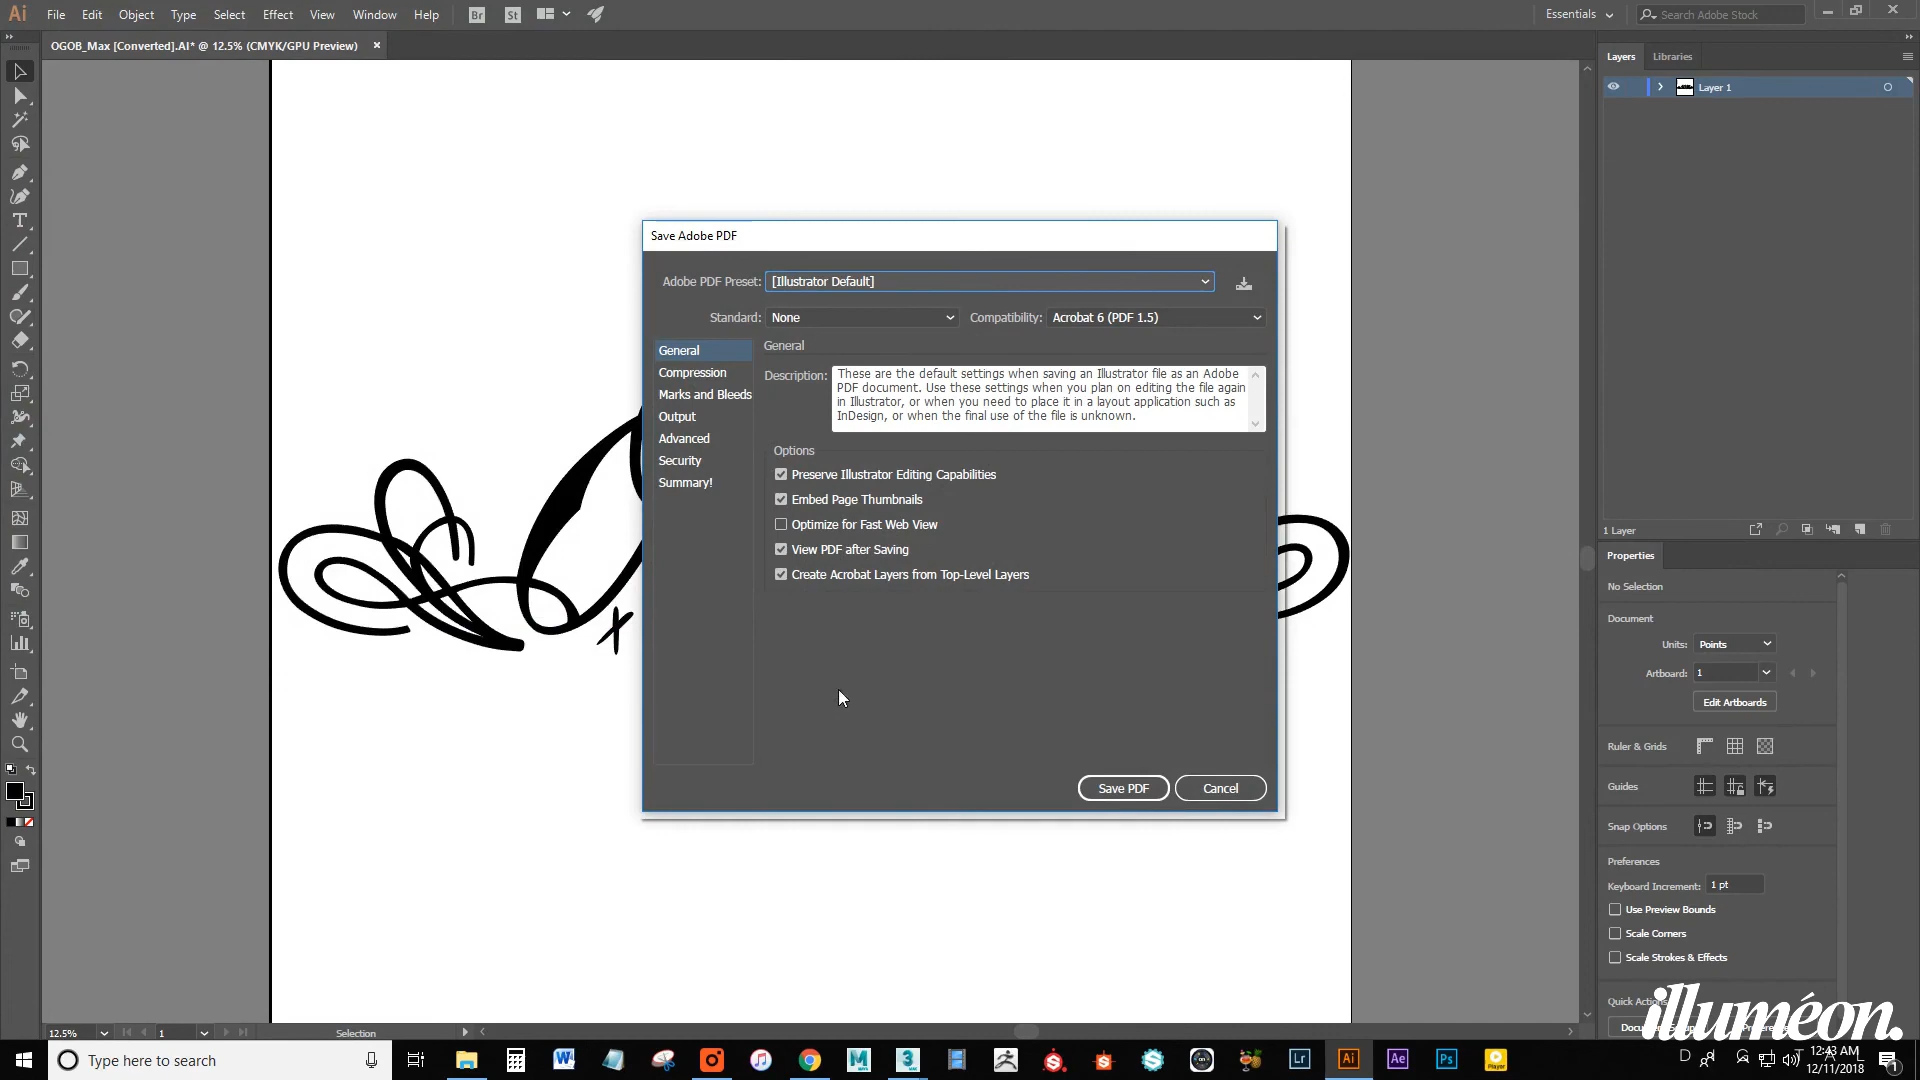 Ai File Edit Object Type Select Effect View Window Help Br St Essentials Search Adobe Stock
OGOB_Max [Converted].AI* @ 12.5% (CMYK/GPU Preview)
Layers Libraries
Layer 1
Save Adobe PDF
Adobe PDF Preset: [Illustrator Default]
Standard: None Compatibility: Acrobat 6 (PDF 1.5)
General
Compression
Marks and Bleeds
Output
Advanced
Security
Summary!
General
Description: These are the default settings when saving an Illustrator file as an Adobe
PDF document. Use these settings when you plan on editing the file again
in Illustrator, or when you need to place it in a layout application such as
InDesign, or when the final use of the file is unknown.
Options
Preserve Illustrator Editing Capabilities
Embed Page Thumbnails
Optimize for Fast Web View
View PDF after Saving
Create Acrobat Layers from Top-Level Layers
Save PDF Cancel
1 Layer
Properties
No Selection
Document
Units: Points
Artboard: 1
Edit Artboards
Ruler & Grids
Guides
Snap Options
Preferences
Keyboard Increment: 1 pt
Use Preview Bounds
Scale Corners
Scale Strokes & Effects
Quick Actions
illuméon.
12.5% 1 Selection
Type here to search
Lr Ai Ae Ps
12:43 AM
12/11/2018